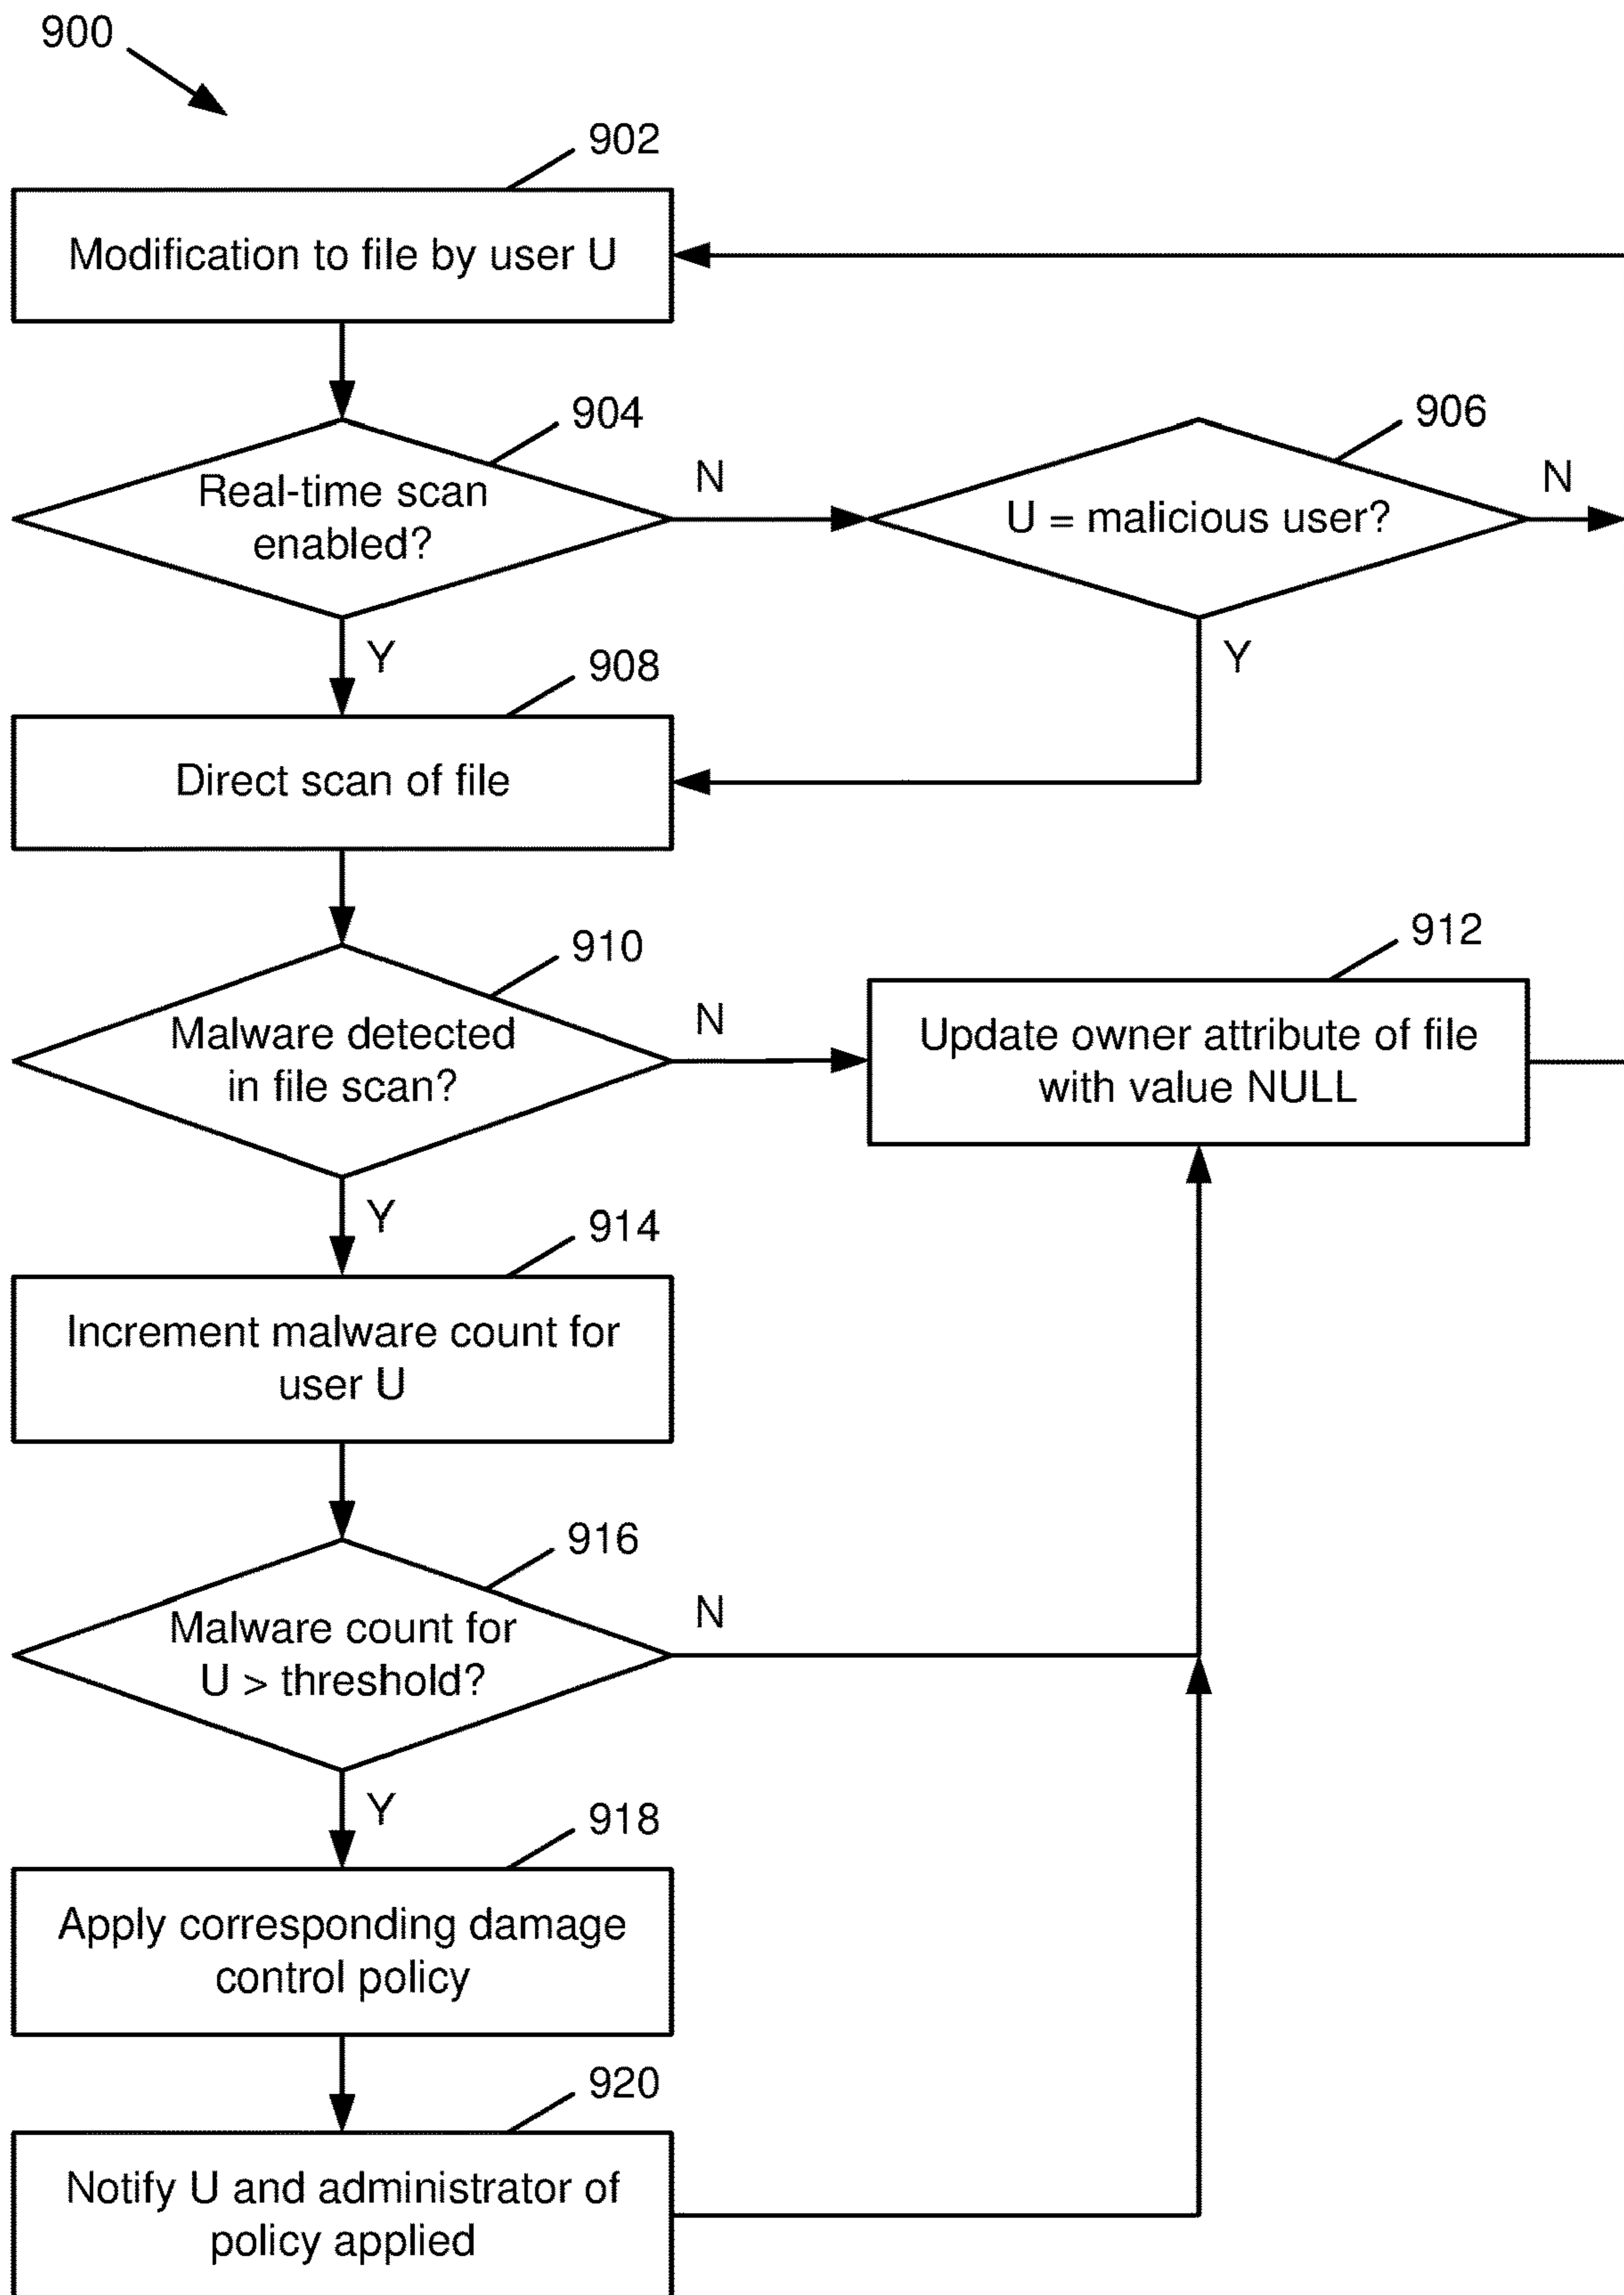 900
902
Modification to file by user U
904
906
Real-time scan
enabled?
N
U = malicious user?
N
Y
Y
908
Direct scan of file
910
912
Malware detected
in file scan?
N
Update owner attribute of file
with value NULL
Y
914
Increment malware count for
user U
916
Malware count for
U > threshold?
N
Y
918
Apply corresponding damage
control policy
920
Notify U and administrator of
policy applied